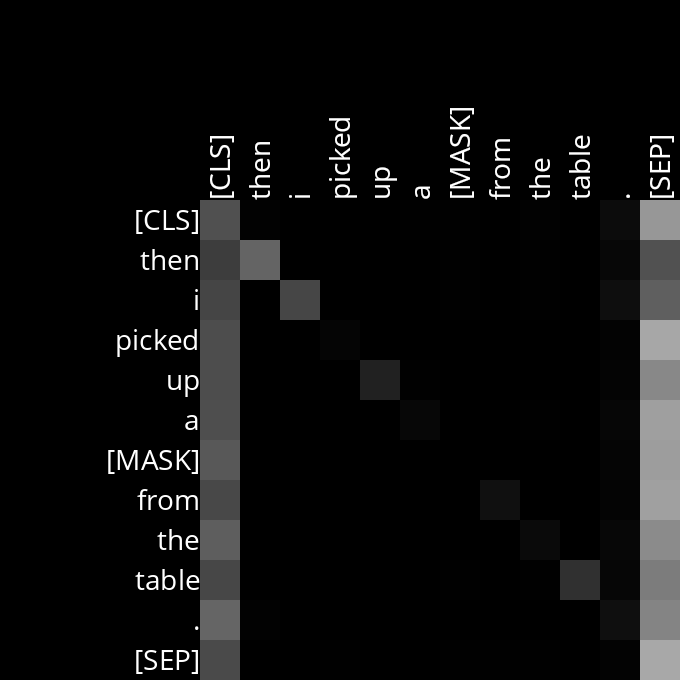 [CLS] then i picked up a [MASK] from the table . [SEP]
[CLS]
then
i
picked
up
a
[MASK]
from
the
table
.
[SEP]